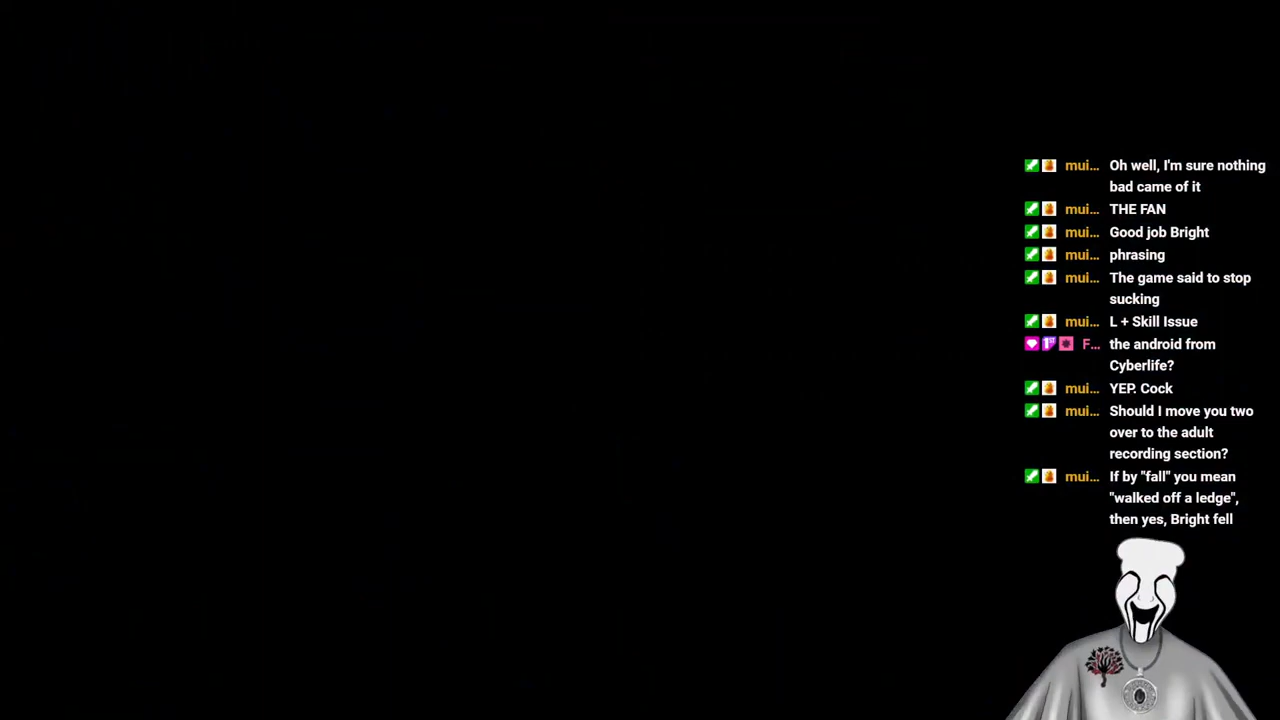 mui... Oh well, I'm sure nothing
bad came of it
mui... THE FAN
mui... Good job Bright
mui... phrasing
mui... The game said to stop
sucking
mui... L + Skill Issue
F... the android from
Cyberlife?
mui... YEP. Cock
mui... Should I move you two
over to the adult
recording section?
mui... If by "fall" you mean
"walked off a ledge",
then yes, Bright fell